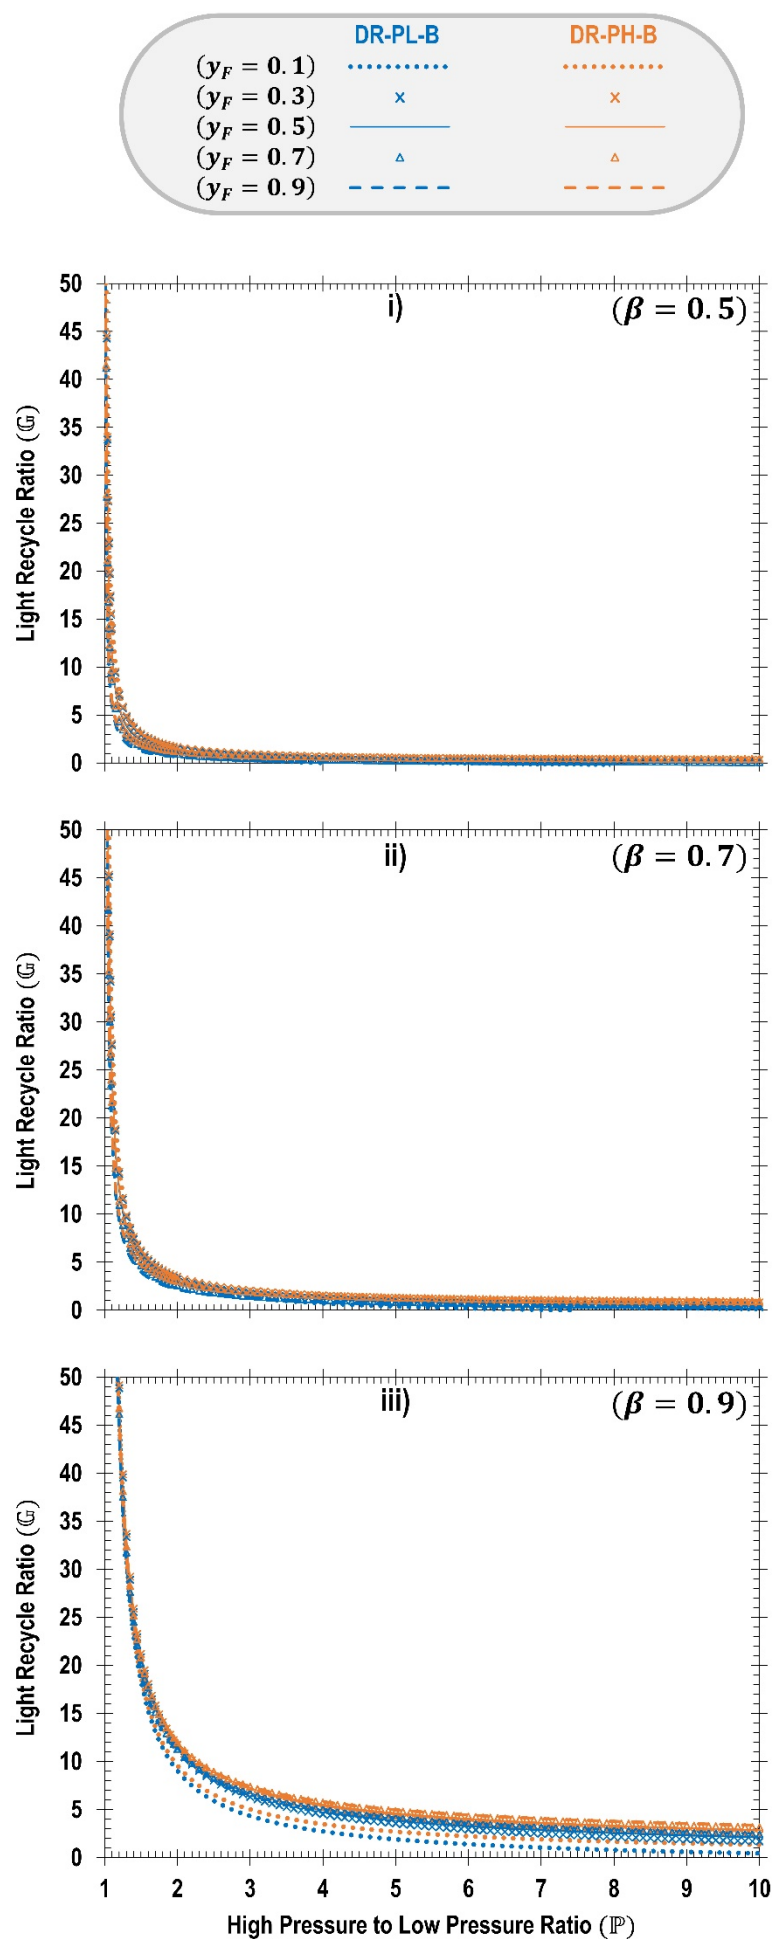 DR-PL-B DR-PH-B
(y_F = 0.1)
(y_F = 0.3)
(y_F = 0.5)
(y_F = 0.7)
(y_F = 0.9)
i) (β = 0.5)
50
45
40
35
30
25
20
15
10
5
0
Light Recycle Ratio (𝔾)
ii) (β = 0.7)
50
45
40
35
30
25
20
15
10
5
0
Light Recycle Ratio (𝔾)
iii) (β = 0.9)
50
45
40
35
30
25
20
15
10
5
0
Light Recycle Ratio (𝔾)
1 2 3 4 5 6 7 8 9 10
High Pressure to Low Pressure Ratio (ℙ)